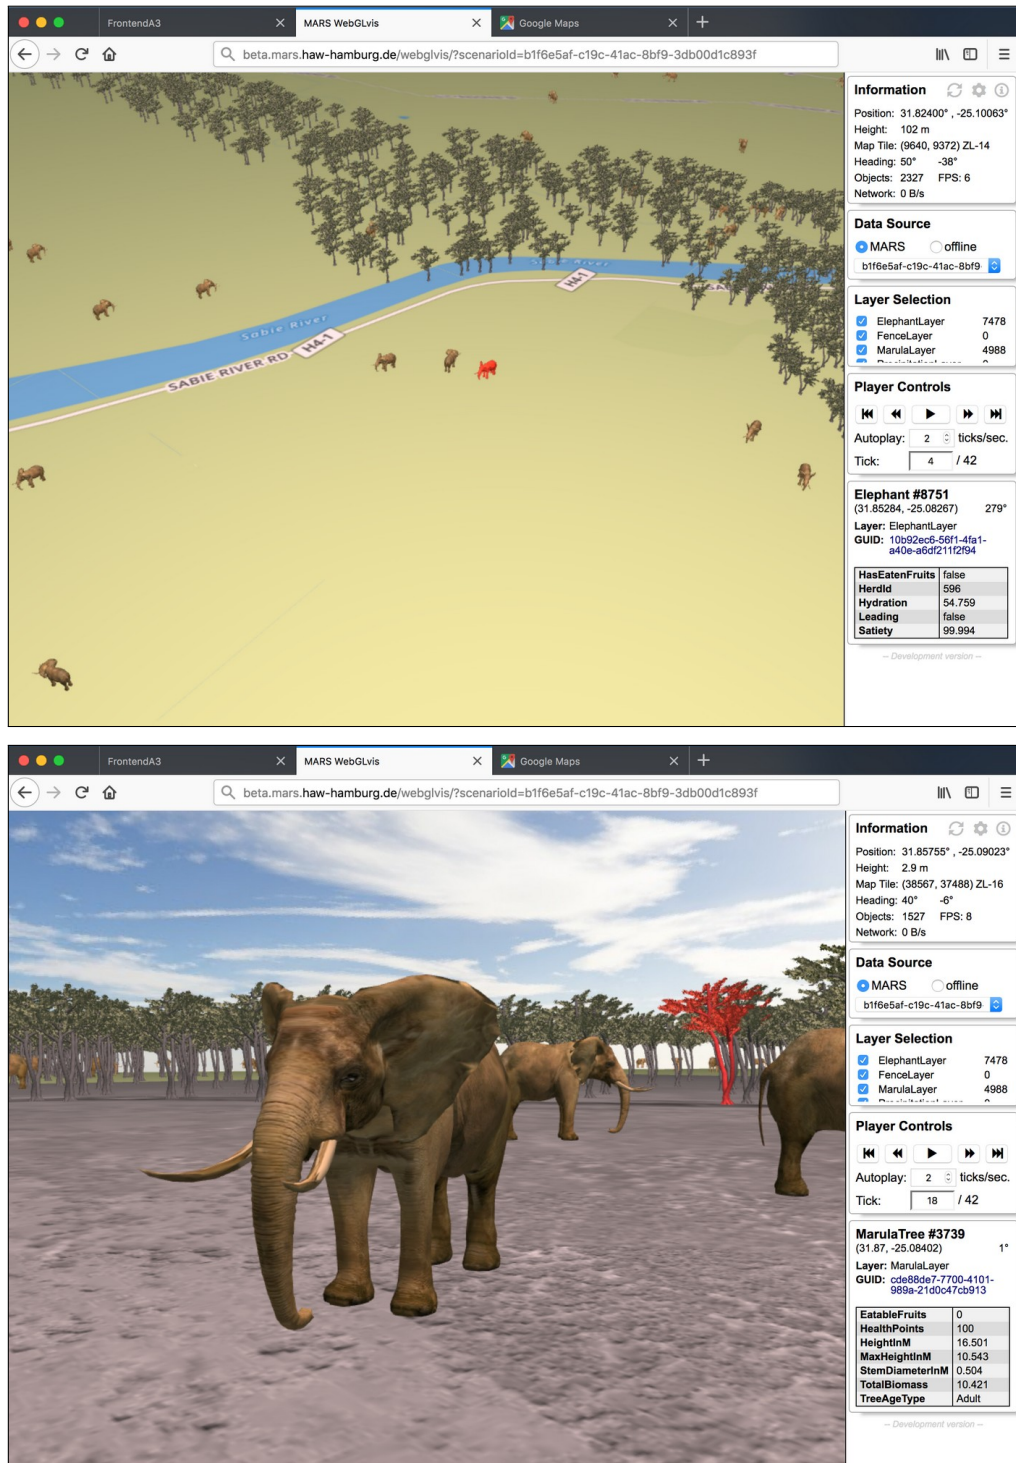 FrontendA3
MARS WebGLvis
Google Maps
beta.mars.haw-hamburg.de/webglvis/?scenarioId=b1f6e5af-c19c-41ac-8bf9-3db00d1c893f
Sabie River
H4-1
Sabie River
H4-1
SABIE RIVER RD
Information
Position: 31.82400° , -25.10063°
Height: 102 m
Map Tile: (9640, 9372) ZL-14
Heading: 50° -38°
Objects: 2327 FPS: 6
Network: 0 B/s
Data Source
MARS offline
b1f6e5af-c19c-41ac-8bf9-
Layer Selection
ElephantLayer 7478
FenceLayer 0
MarulaLayer 4988
Player Controls
Autoplay: 2 ticks/sec.
Tick: 4 / 42
Elephant #8751
(31.85284, -25.08267) 279°
Layer: ElephantLayer
GUID: 10b92ec6-56f1-4fa1-
a40e-a6df211f2f94
HasEatenFruits false
HerdId 596
Hydration 54.759
Leading false
Satiety 99.994
-- Development version --
FrontendA3
MARS WebGLvis
Google Maps
beta.mars.haw-hamburg.de/webglvis/?scenarioId=b1f6e5af-c19c-41ac-8bf9-3db00d1c893f
Information
Position: 31.85755° , -25.09023°
Height: 2.9 m
Map Tile: (38567, 37488) ZL-16
Heading: 40° -6°
Objects: 1527 FPS: 8
Network: 0 B/s
Data Source
MARS offline
b1f6e5af-c19c-41ac-8bf9-
Layer Selection
ElephantLayer 7478
FenceLayer 0
MarulaLayer 4988
Player Controls
Autoplay: 2 ticks/sec.
Tick: 18 / 42
MarulaTree #3739
(31.87, -25.08402) 1°
Layer: MarulaLayer
GUID: cde88de7-7700-4101-
989a-21d0c47cb913
EatableFruits 0
HealthPoints 100
HeightInM 16.501
MaxHeightInM 10.543
StemDiameterInM 0.504
TotalBiomass 10.421
TreeAgeType Adult
-- Development version --